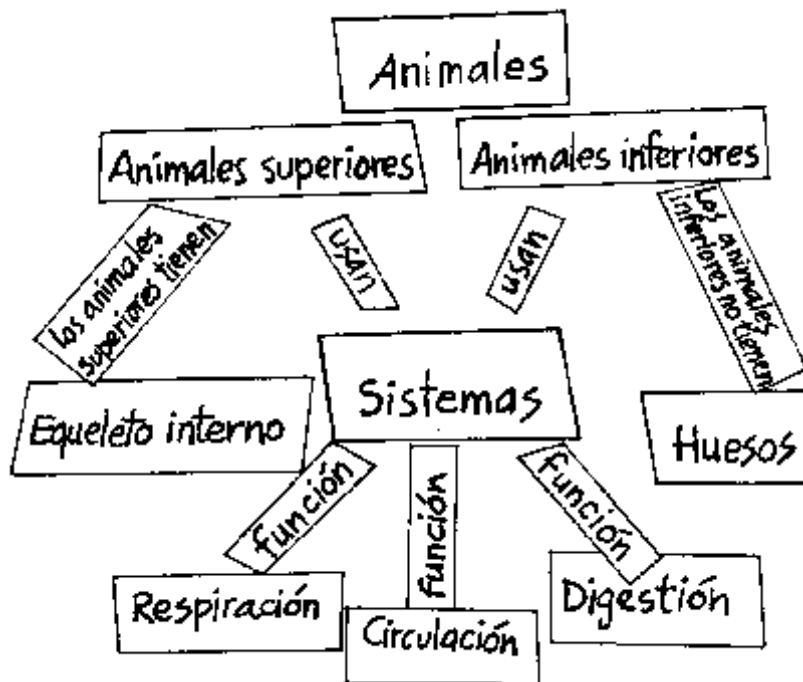 Animales
Animales superiores
Animales inferiores
los animales
superiores tienen
usan
usan
Los animales
inferiores no tienen
Equeleto interno
Sistemas
Huesos
función
función
función
Respiración
Circulación
Digestión